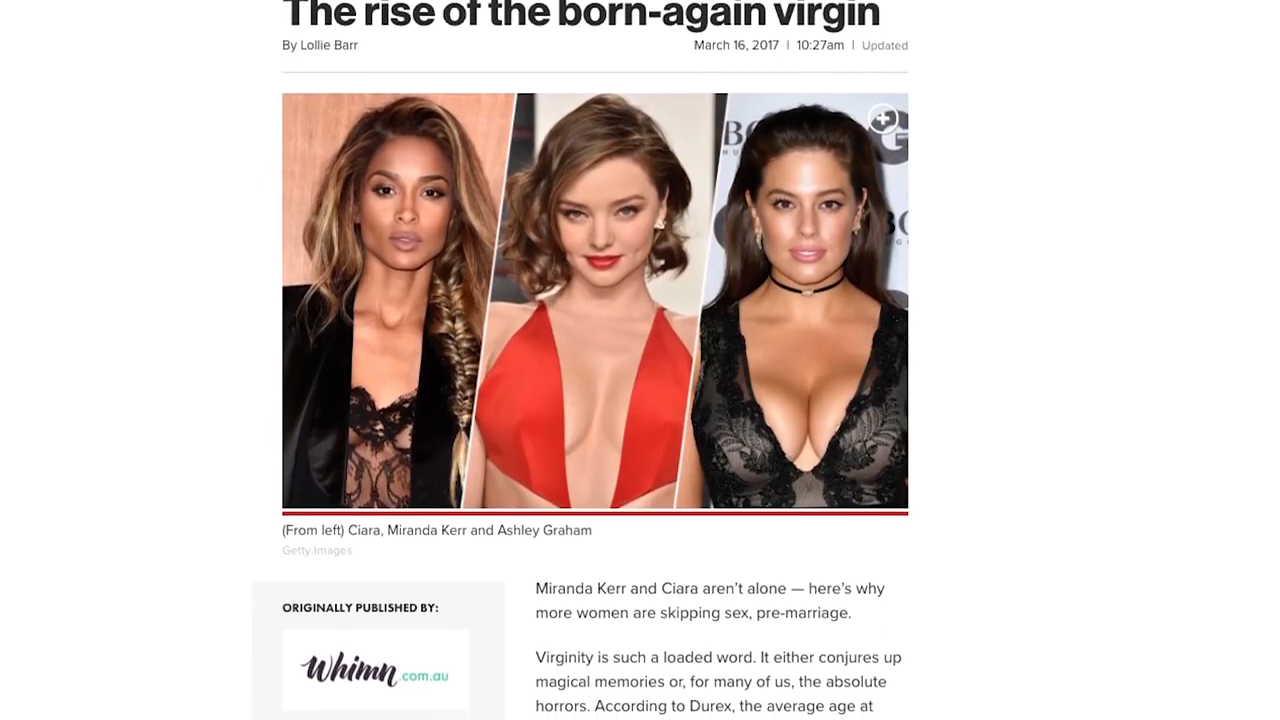 The rise of the born-again virgin
By Lollie Barr
March 16, 2017 | 10:27am | Updated
(From left) Ciara, Miranda Kerr and Ashley Graham
Getty Images
ORIGINALLY PUBLISHED BY:
Whimn.com.au
Miranda Kerr and Ciara aren't alone — here's why
more women are skipping sex, pre-marriage.
Virginity is such a loaded word. It either conjures up
magical memories or, for many of us, the absolute
horrors. According to Durex, the average age at